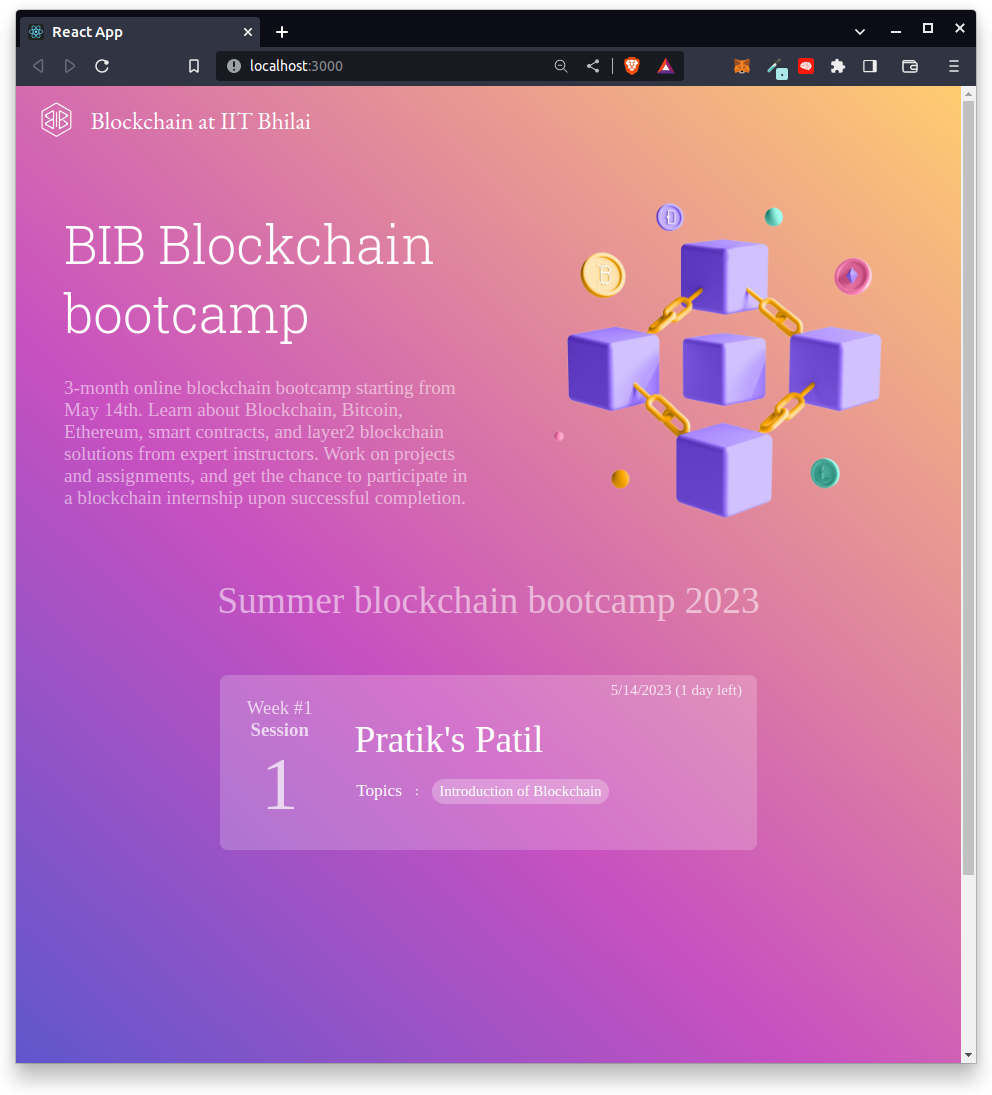 React App
localhost:3000
Blockchain at IIT Bhilai
BIB Blockchain
bootcamp
3-month online blockchain bootcamp starting from
May 14th. Learn about Blockchain, Bitcoin,
Ethereum, smart contracts, and layer2 blockchain
solutions from expert instructors. Work on projects
and assignments, and get the chance to participate in
a blockchain internship upon successful completion.
Summer blockchain bootcamp 2023
5/14/2023 (1 day left)
Week #1
Session
1
Pratik's Patil
Topics : Introduction of Blockchain